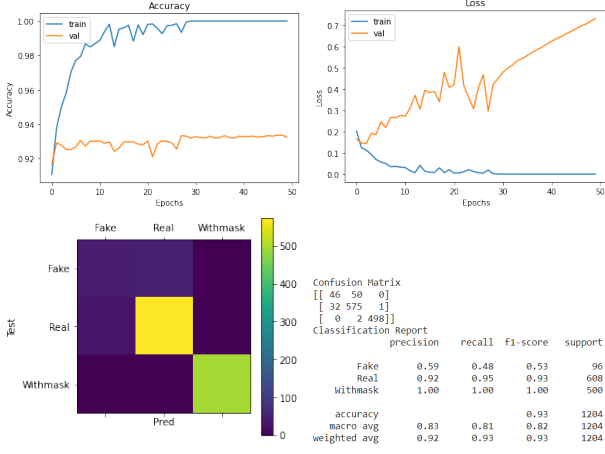 Accuracy
train
val
1.00
0.98
0.96
0.94
0.92
Accuracy
0
10
20
30
40
50
Epochs
Loss
train
val
0.7
0.6
0.5
0.4
0.3
0.2
0.1
0.0
Loss
0
10
20
30
40
50
Epochs
Fake Real Withmask
Fake
Real
Withmask
Test
Pred
500
400
300
200
100
0
Confusion Matrix
[[ 46 50 0]
[ 32 575 1]
[ 0 2 498]]
Classification Report
precision recall f1-score support
Fake 0.59 0.48 0.53 96
Real 0.92 0.95 0.93 608
Withmask 1.00 1.00 1.00 500
accuracy 0.93 1204
macro avg 0.83 0.81 0.82 1204
weighted avg 0.92 0.93 0.93 1204